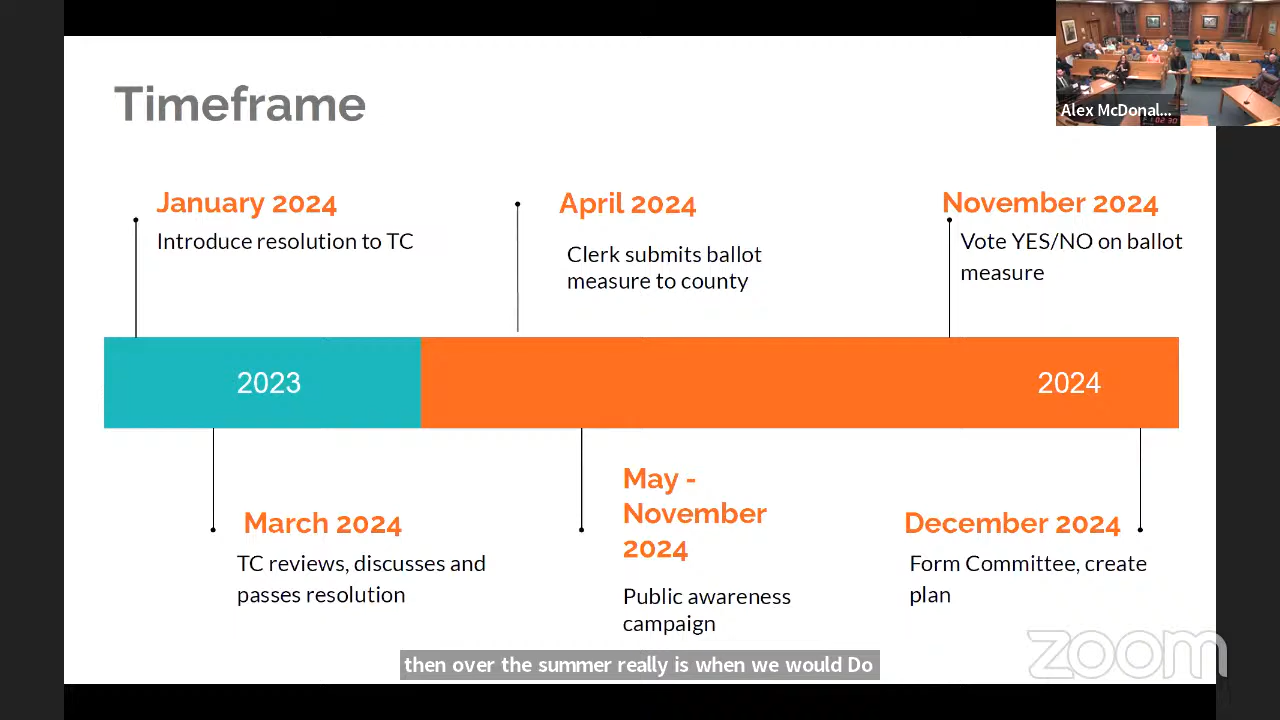 Timeframe
Alex McDonal...
January 2024
Introduce resolution to TC
April 2024
Clerk submits ballot
measure to county
November 2024
Vote YES/NO on ballot
measure
2023
2024
March 2024
TC reviews, discusses and
passes resolution
May -
November
2024
Public awareness
campaign
December 2024
Form Committee, create
plan
then over the summer really is when we would Do
zoom